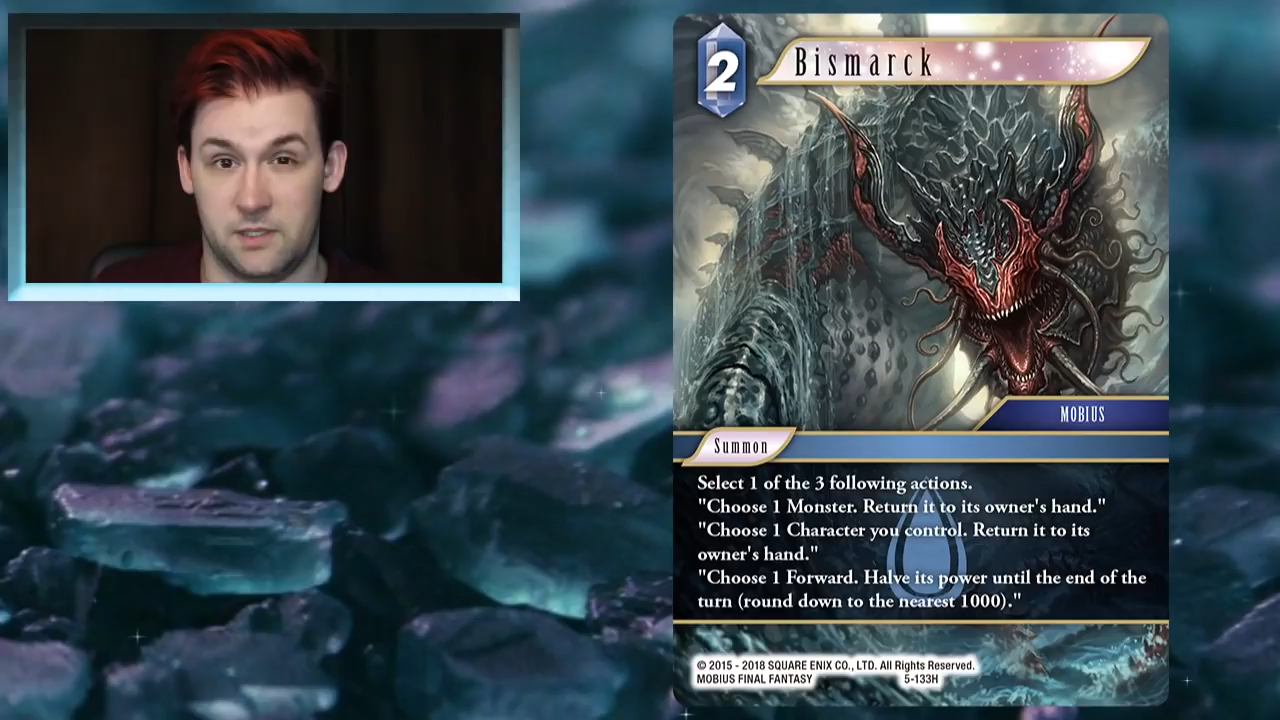 2
Bismarck
MOBIUS
Summon
Select 1 of the 3 following actions.
"Choose 1 Monster. Return it to its owner's hand."
"Choose 1 Character you control. Return it to its
owner's hand."
"Choose 1 Forward. Halve its power until the end of the
turn (round down to the nearest 1000)."
© 2015 - 2018 SQUARE ENIX CO., LTD. All Rights Reserved.
MOBIUS FINAL FANTASY 5-133H